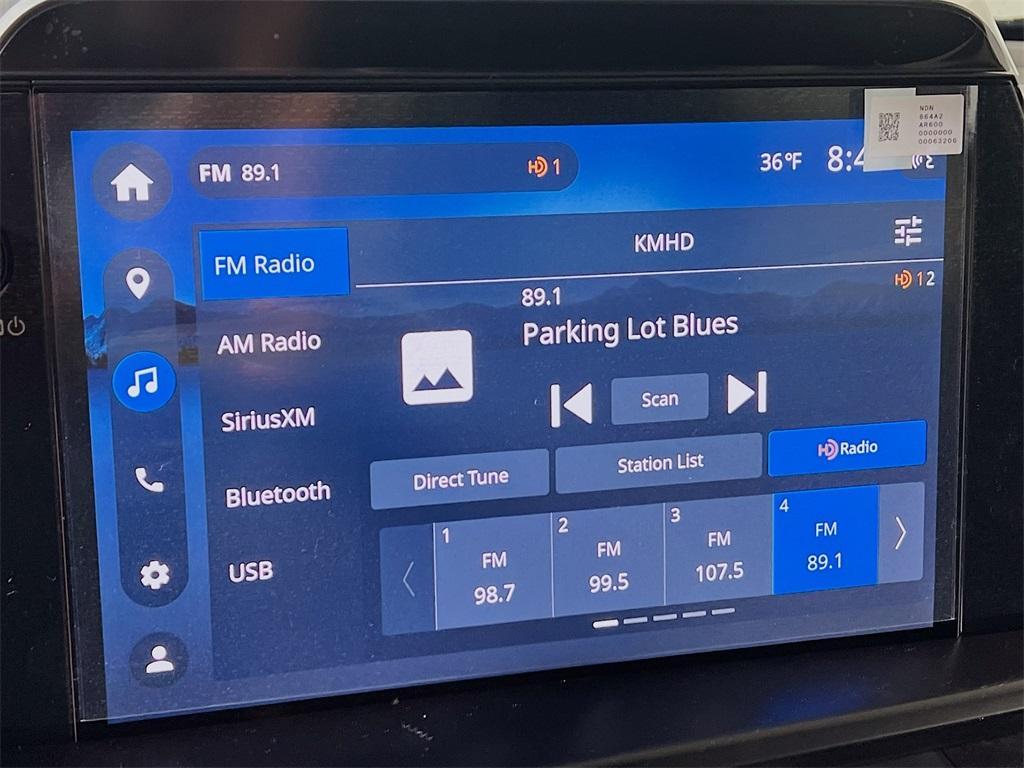 NDN
864A2
AR600
0000000
00063206
FM 89.1
HD 1
36°F
8:4
FM Radio
KMHD
HD 12
89.1
Parking Lot Blues
AM Radio
SiriusXM
Bluetooth
USB
Scan
Direct Tune
Station List
HD Radio
1
FM
98.7
2
FM
99.5
3
FM
107.5
4
FM
89.1